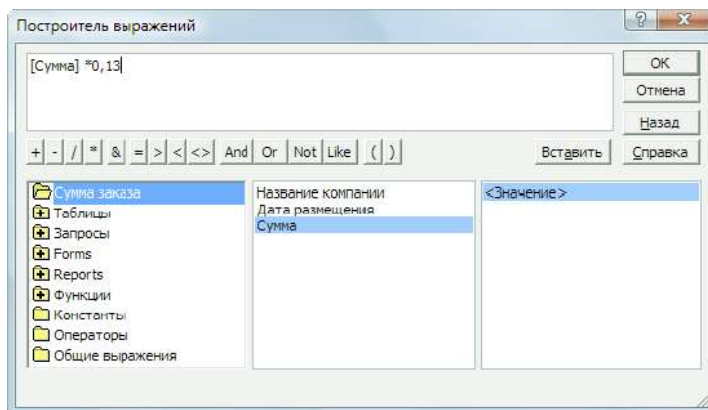 Построитель выражений
? X
[Сумма] *0,13
OK
Отмена
Назад
+ - / * & = > < <> And Or Not Like ( ) Вставить Справка
Сумма заказа
Таблицы
Запросы
Forms
Reports
Функции
Константы
Операторы
Общие выражения
Название компании
Дата размещения
Сумма
<Значение>